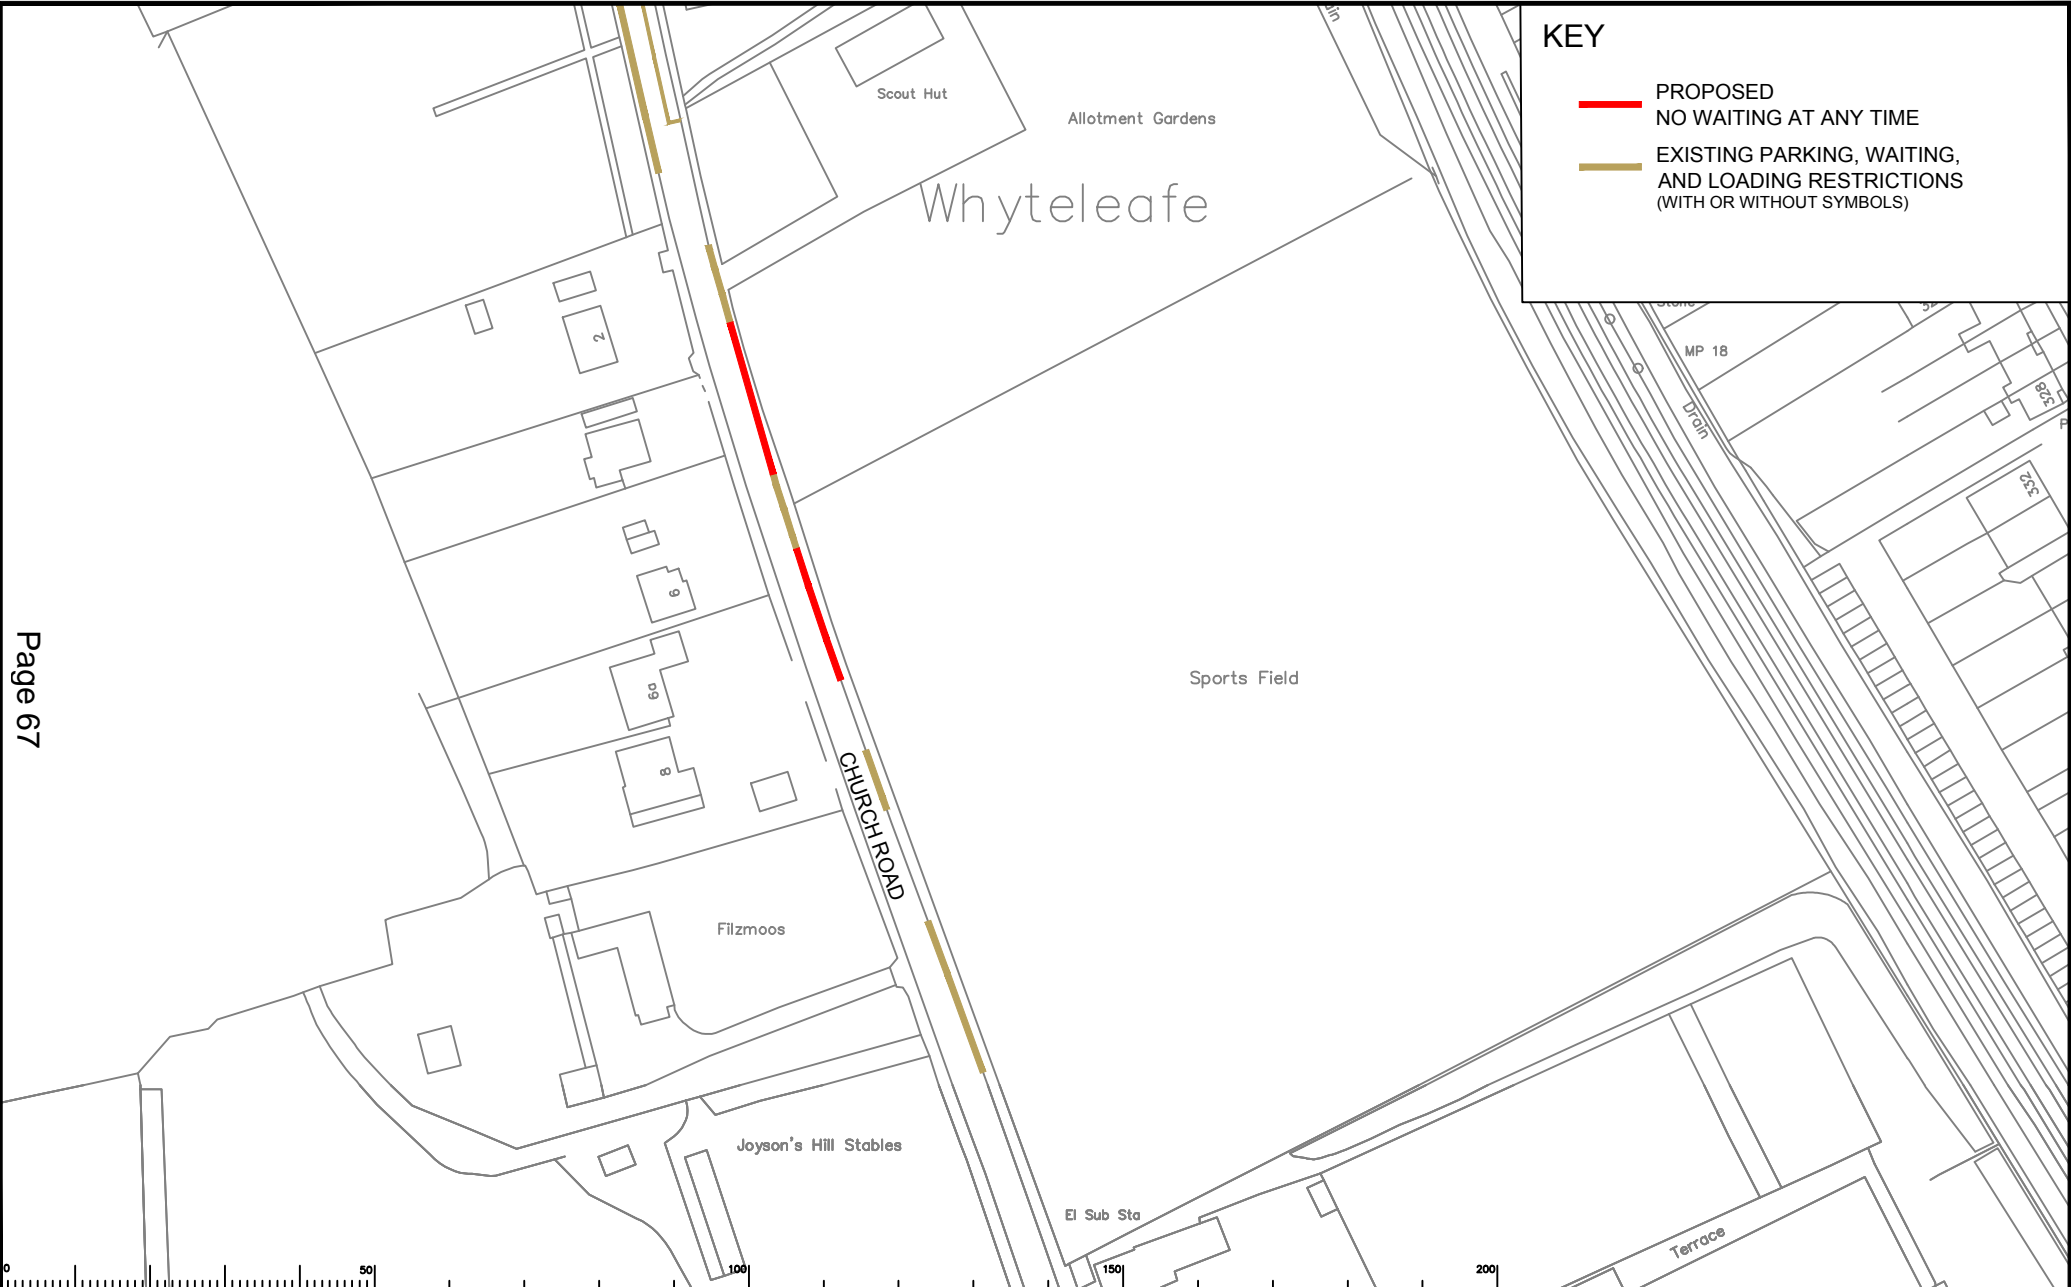 KEY
PROPOSED
NO WAITING AT ANY TIME
EXISTING PARKING, WAITING,
AND LOADING RESTRICTIONS
(WITH OR WITHOUT SYMBOLS)
Scout Hut
Allotment Gardens
Whyteleafe
MP 18
Drain
328
332
2
6
6a
8
Sports Field
CHURCH ROAD
Filzmoos
Joyson's Hill Stables
El Sub Sta
Terrace
Page 67
0
50
100
150
200